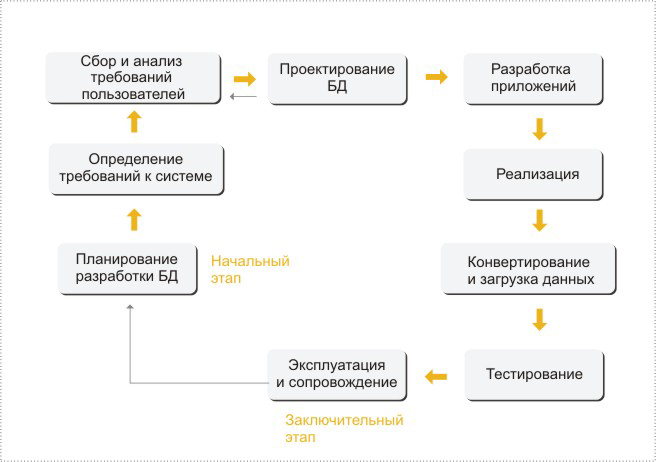 Сбор и анализ
требований
пользователей
Проектирование
БД
Разработка
приложений
Определение
требований к системе
Реализация
Планирование
разработки БД
Начальный
этап
Конвертирование
и загрузка данных
Эксплуатация
и сопровождение
Тестирование
Заключительный
этап